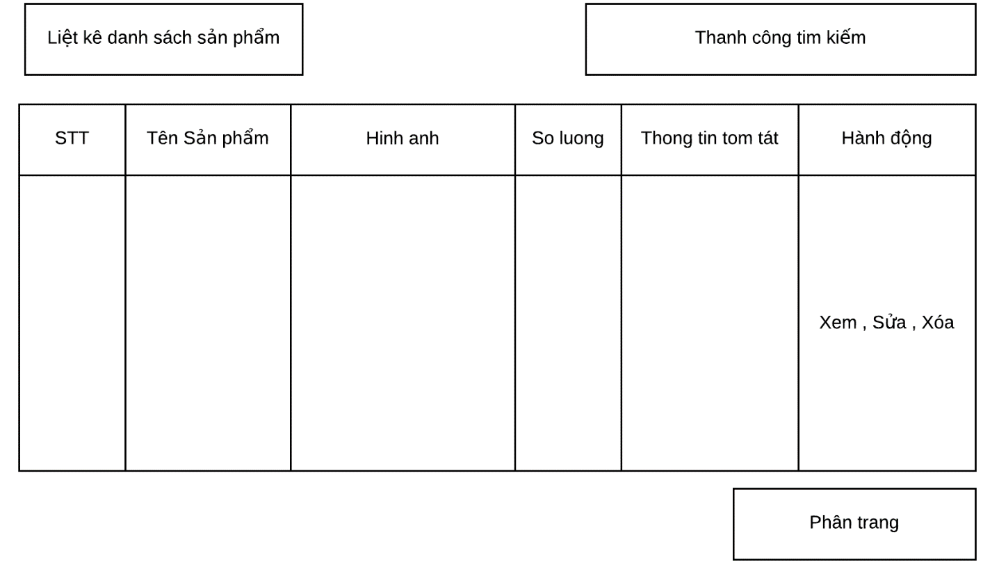 Liệt kê danh sách sản phẩm
Thanh công tim kiếm
STT
Tên Sản phẩm
Hinh anh
So luong
Thong tin tom tát
Hành động
Xem , Sửa , Xóa
Phân trang